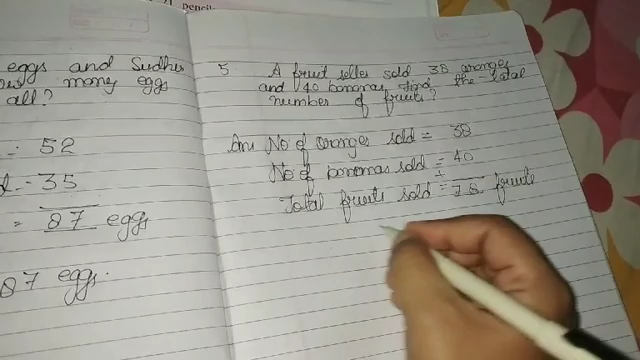 pencil
eggs and Sudhis
many eggs
all?
= 52
- 35
= 87 eggs
87 eggs.
5 A fruit seller sold 38 oranges
and 40 bananas find the total
number of fruits?
Ans No of oranges sold = 38
No of bananas sold = 40
+
Total fruits sold = 78 fruits